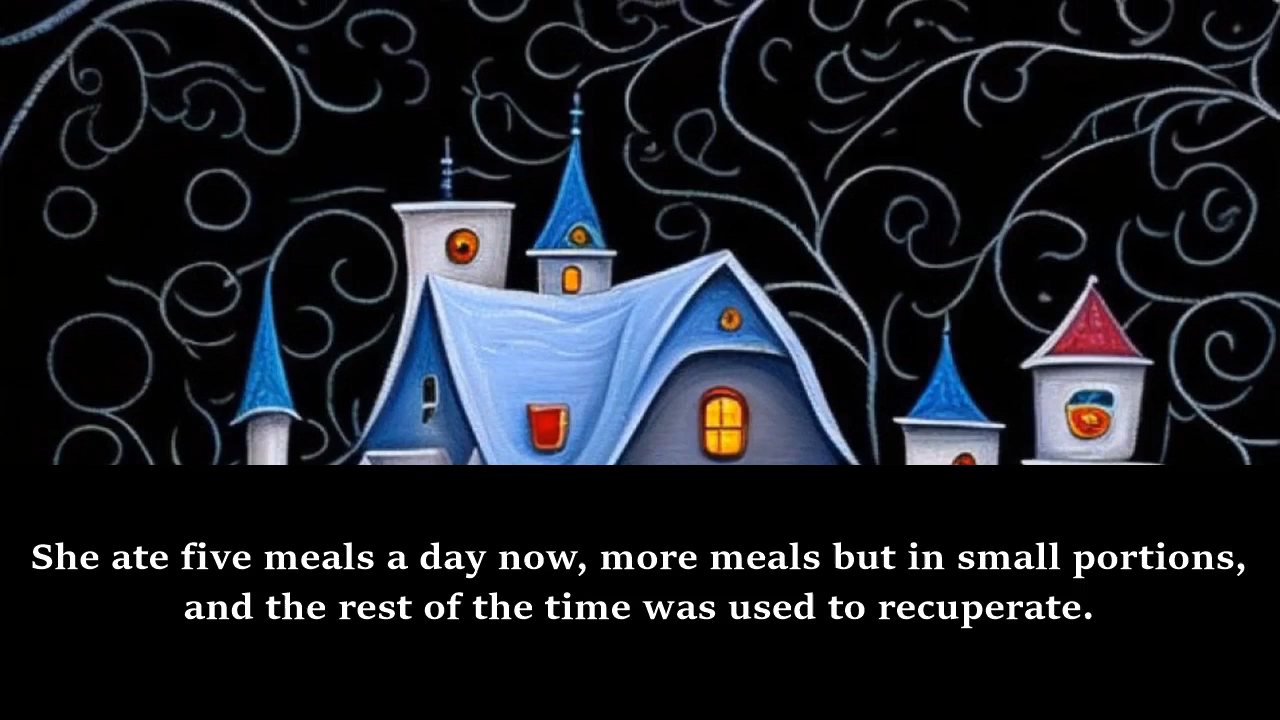 She ate five meals a day now, more meals but in small portions,
and the rest of the time was used to recuperate.